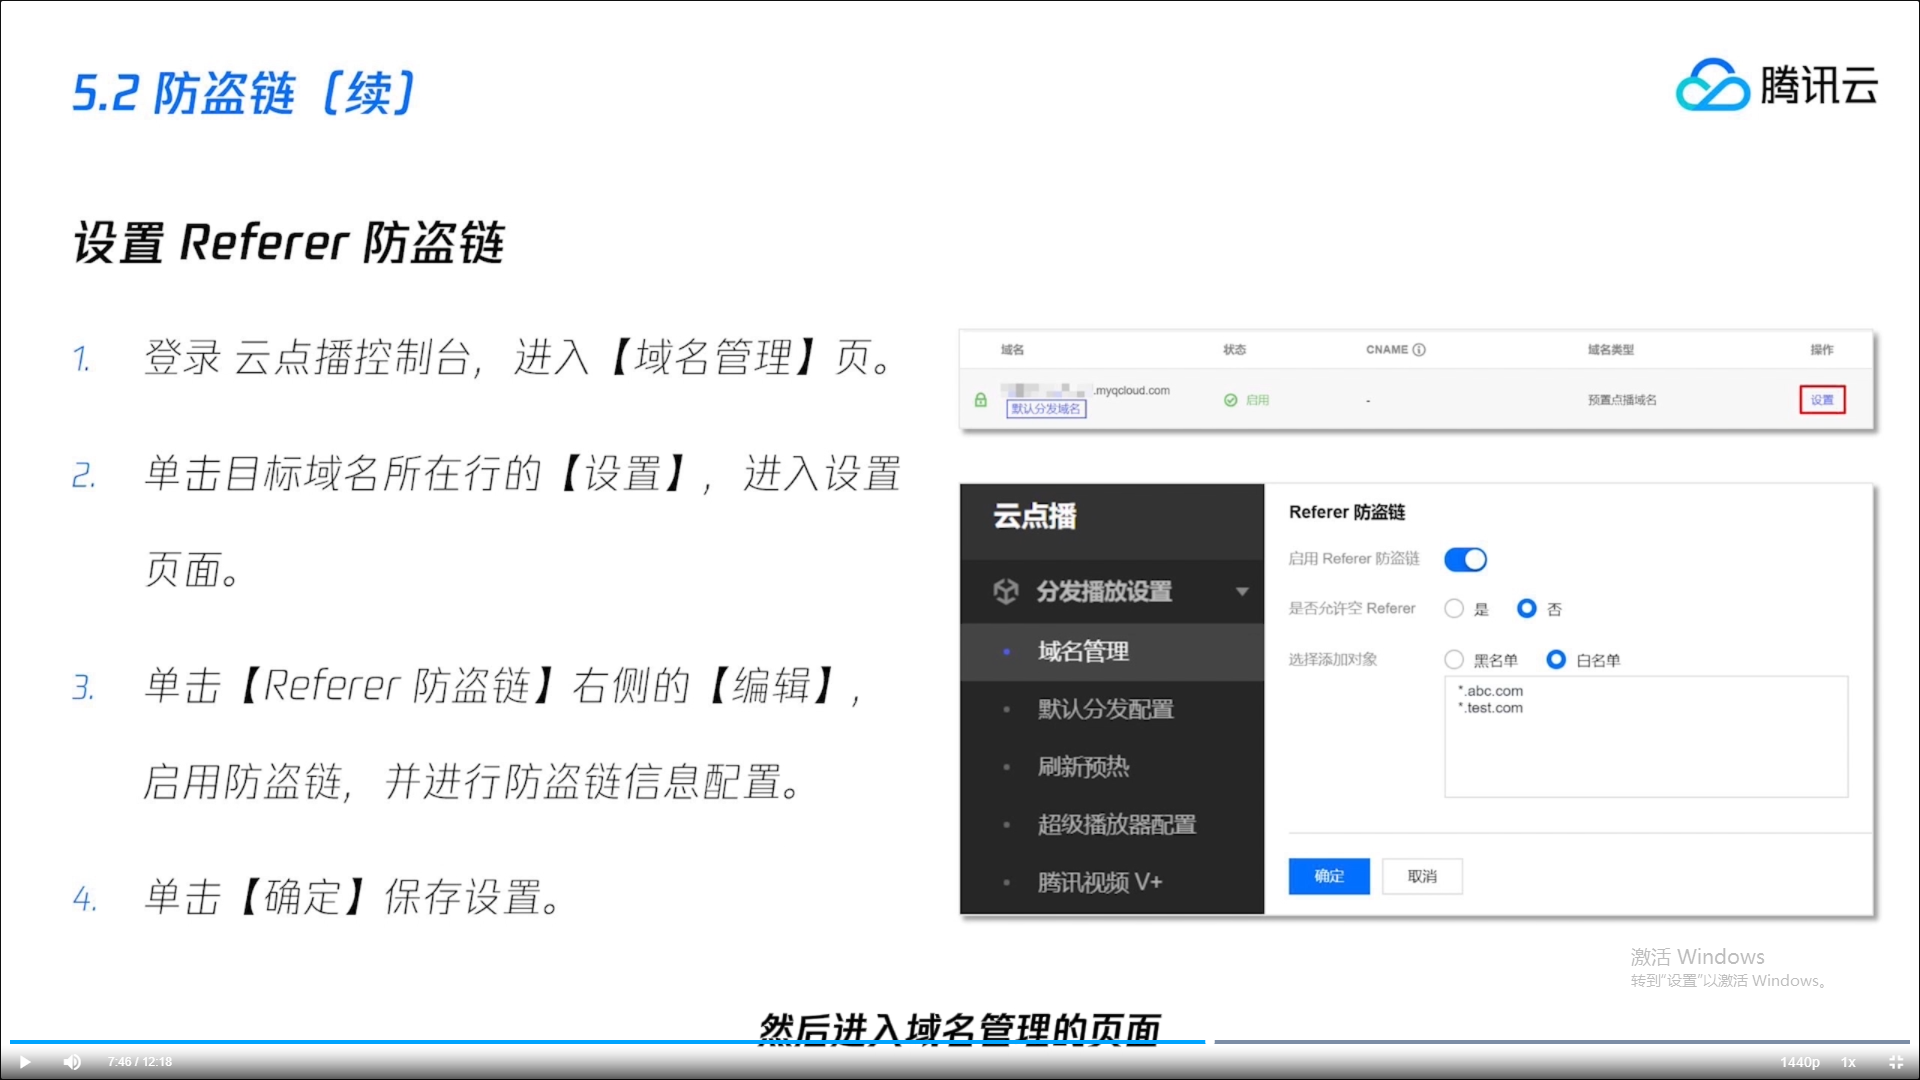 5.2 防盗链（续）
腾讯云
设置 Referer 防盗链
1. 登录 云点播控制台，进入【域名管理】页。
2. 单击目标域名所在行的【设置】，进入设置
页面。
3. 单击【Referer 防盗链】右侧的【编辑】，
启用防盗链，并进行防盗链信息配置。
4. 单击【确定】保存设置。
域名 状态 CNAME 域名类型 操作
.myqcloud.com
默认分发域名 启用 - 预置点播域名 设置
云点播
分发播放设置
域名管理
默认分发配置
刷新预热
超级播放器配置
腾讯视频 V+
Referer 防盗链
启用 Referer 防盗链
是否允许空 Referer 是 否
选择添加对象 黑名单 白名单
*.abc.com
*.test.com
确定 取消
激活 Windows
转到“设置”以激活 Windows。
然后进入域名管理的页面
7:46 / 12:18 1440p 1x